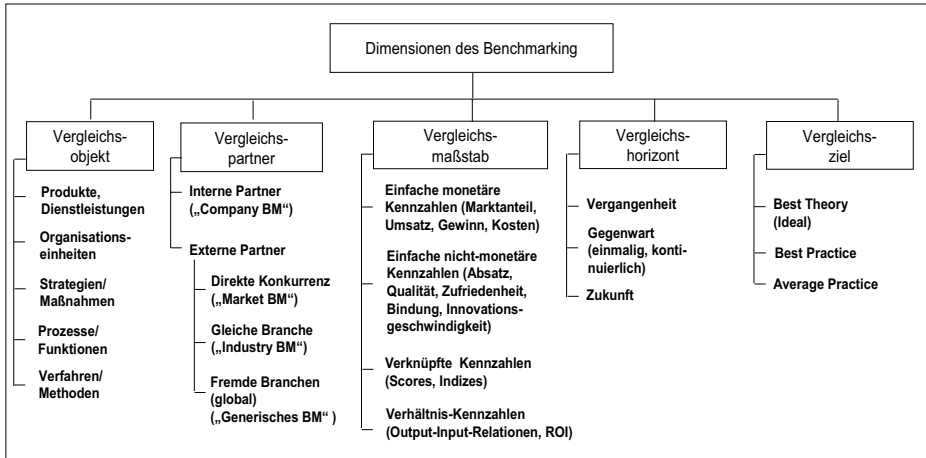 Dimensionen des Benchmarking
Vergleichs-
objekt
Produkte,
Dienstleistungen
Organisations-
einheiten
Strategien/
Maßnahmen
Prozesse/
Funktionen
Verfahren/
Methoden
Vergleichs-
partner
Interne Partner
(„Company BM“)
Externe Partner
Direkte Konkurrenz
(„Market BM“)
Gleiche Branche
(„Industry BM“)
Fremde Branchen
(global)
(„Generisches BM“ )
Vergleichs-
maßstab
Einfache monetäre
Kennzahlen (Marktanteil,
Umsatz, Gewinn, Kosten)
Einfache nicht-monetäre
Kennzahlen (Absatz,
Qualität, Zufriedenheit,
Bindung, Innovations-
geschwindigkeit)
Verknüpfte Kennzahlen
(Scores, Indizes)
Verhältnis-Kennzahlen
(Output-Input-Relationen, ROI)
Vergleichs-
horizont
Vergangenheit
Gegenwart
(einmalig, konti-
nuierlich)
Zukunft
Vergleichs-
ziel
Best Theory
(Ideal)
Best Practice
Average Practice